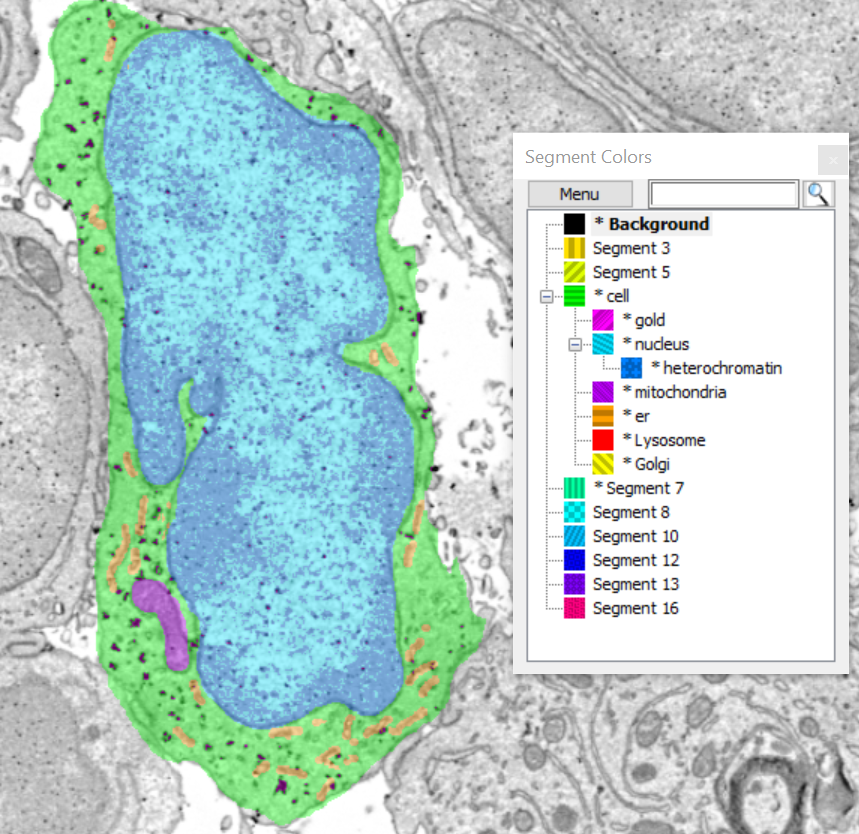 Segment Colors
Menu
* Background
Segment 3
Segment 5
* cell
* gold
* nucleus
* heterochromatin
* mitochondria
* er
* Lysosome
* Golgi
* Segment 7
Segment 8
Segment 10
Segment 12
Segment 13
Segment 16